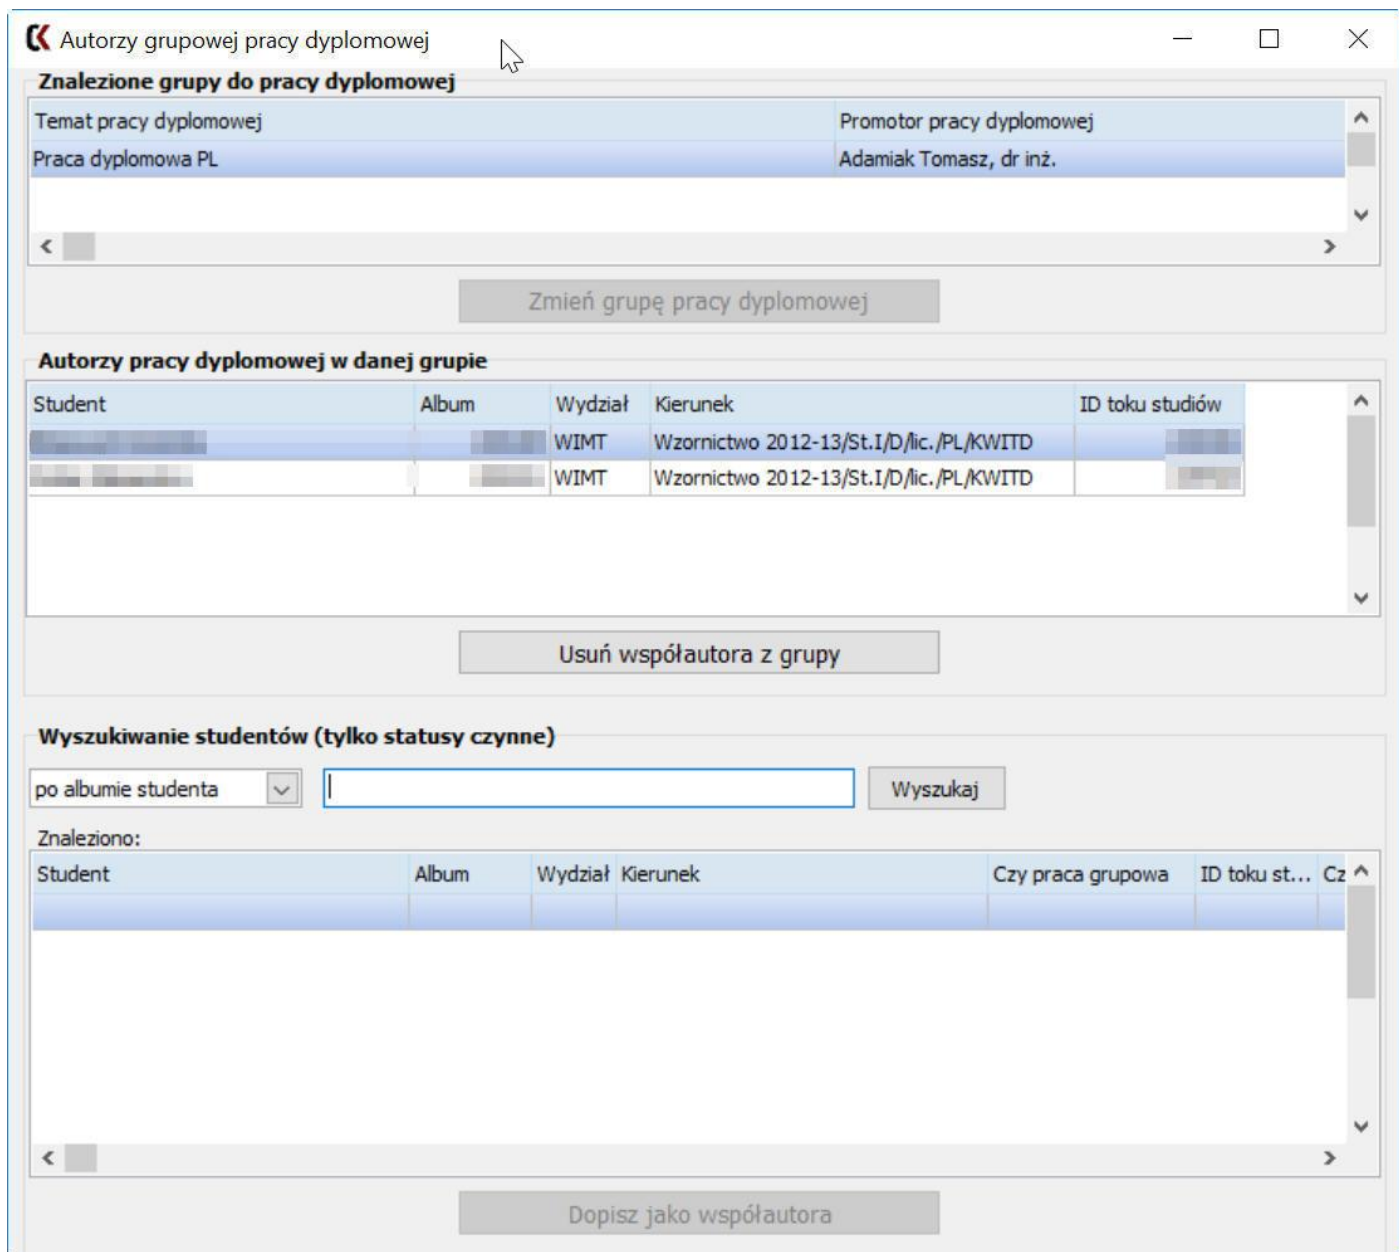 Autorzy grupowej pracy dyplomowej
Znalezione grupy do pracy dyplomowej
Temat pracy dyplomowej Promotor pracy dyplomowej
Praca dyplomowa PL Adamiak Tomasz, dr inż.
Zmień grupę pracy dyplomowej
Autorzy pracy dyplomowej w danej grupie
Student Album Wydział Kierunek ID toku studiów
WIMT Wzornictwo 2012-13/St.I/D/lic./PL/KWITD
WIMT Wzornictwo 2012-13/St.I/D/lic./PL/KWITD
Usuń współautora z grupy
Wyszukiwanie studentów (tylko statusy czynne)
po albumie studenta Wyszukaj
Znaleziono:
Student Album Wydział Kierunek Czy praca grupowa ID toku st... Cz
Dopisz jako współautora